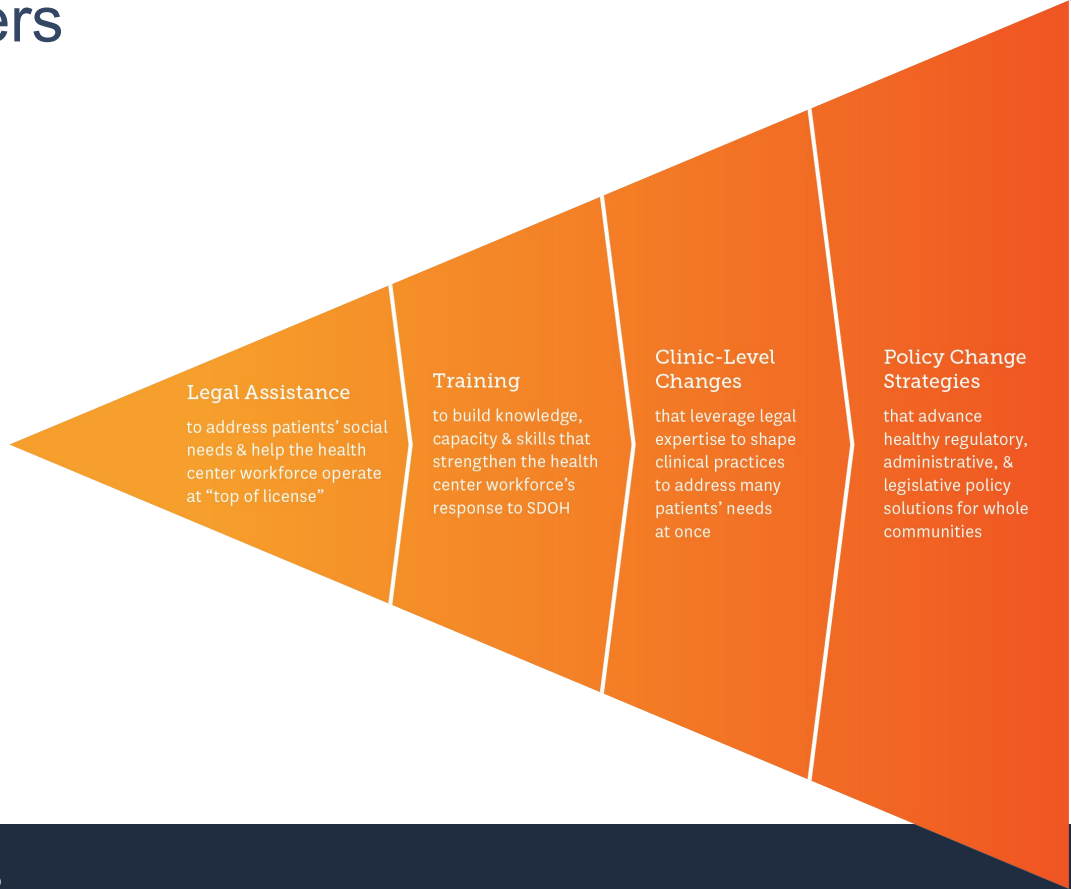 ers
Legal Assistance
to address patients’ social
needs & help the health
center workforce operate
at “top of license”
Training
to build knowledge,
capacity & skills that
strengthen the health
center workforce’s
response to SDOH
Clinic-Level
Changes
that leverage legal
expertise to shape
clinical practices
to address many
patients’ needs
at once
Policy Change
Strategies
that advance
healthy regulatory,
administrative, &
legislative policy
solutions for whole
communities